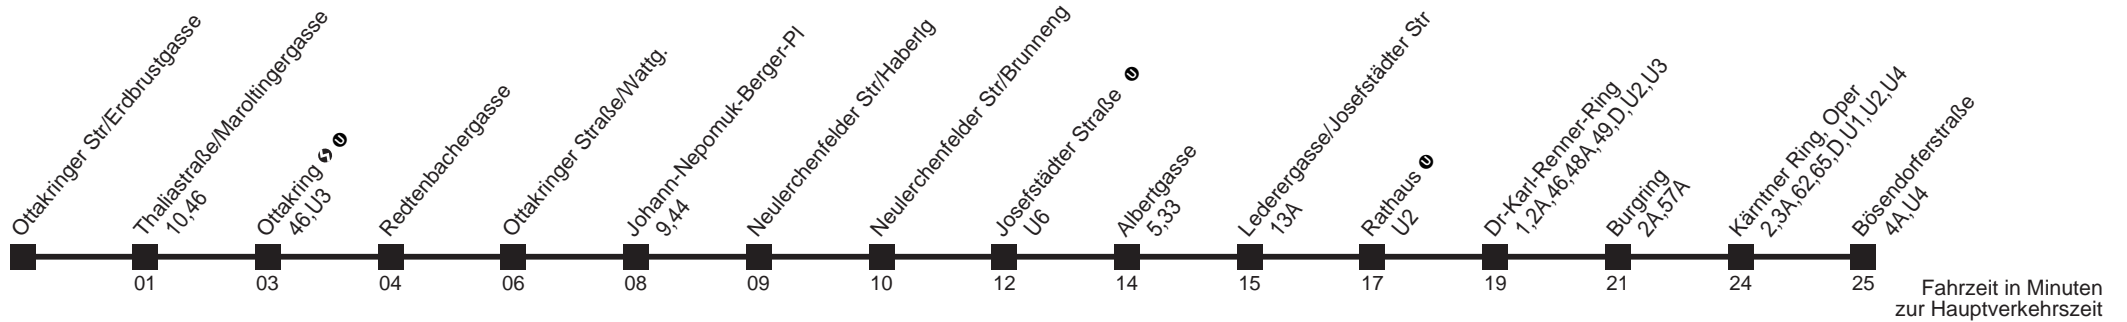 Ottakringer Str/Erdbrustgasse
Thaliastraße/Maroltingergasse
10,46
Ottakring
46,U3
Redtenbachergasse
Ottakringer Straße/Wattg.
Johann-Nepomuk-Berger-Pl
9,44
Neulerchenfelder Str/Haberlg
Neulerchenfelder Str/Brunneng
Josefstädter Straße U
U6
Albertgasse
5,33
Lederergasse/Josefstädter Str
13A
Rathaus U
U2
Dr-Karl-Renner-Ring
1,2A,46,48A,49,D,U2,U3
Burgring
2A,57A
Kärntner Ring, Oper
2,3A,62,65,D,U1,U2,U4
Bösendorferstraße
4A,U4
01 03 04 06 08 09 10 12 14 15 17 19 21 24 25
Fahrzeit in Minuten
zur Hauptverkehrszeit